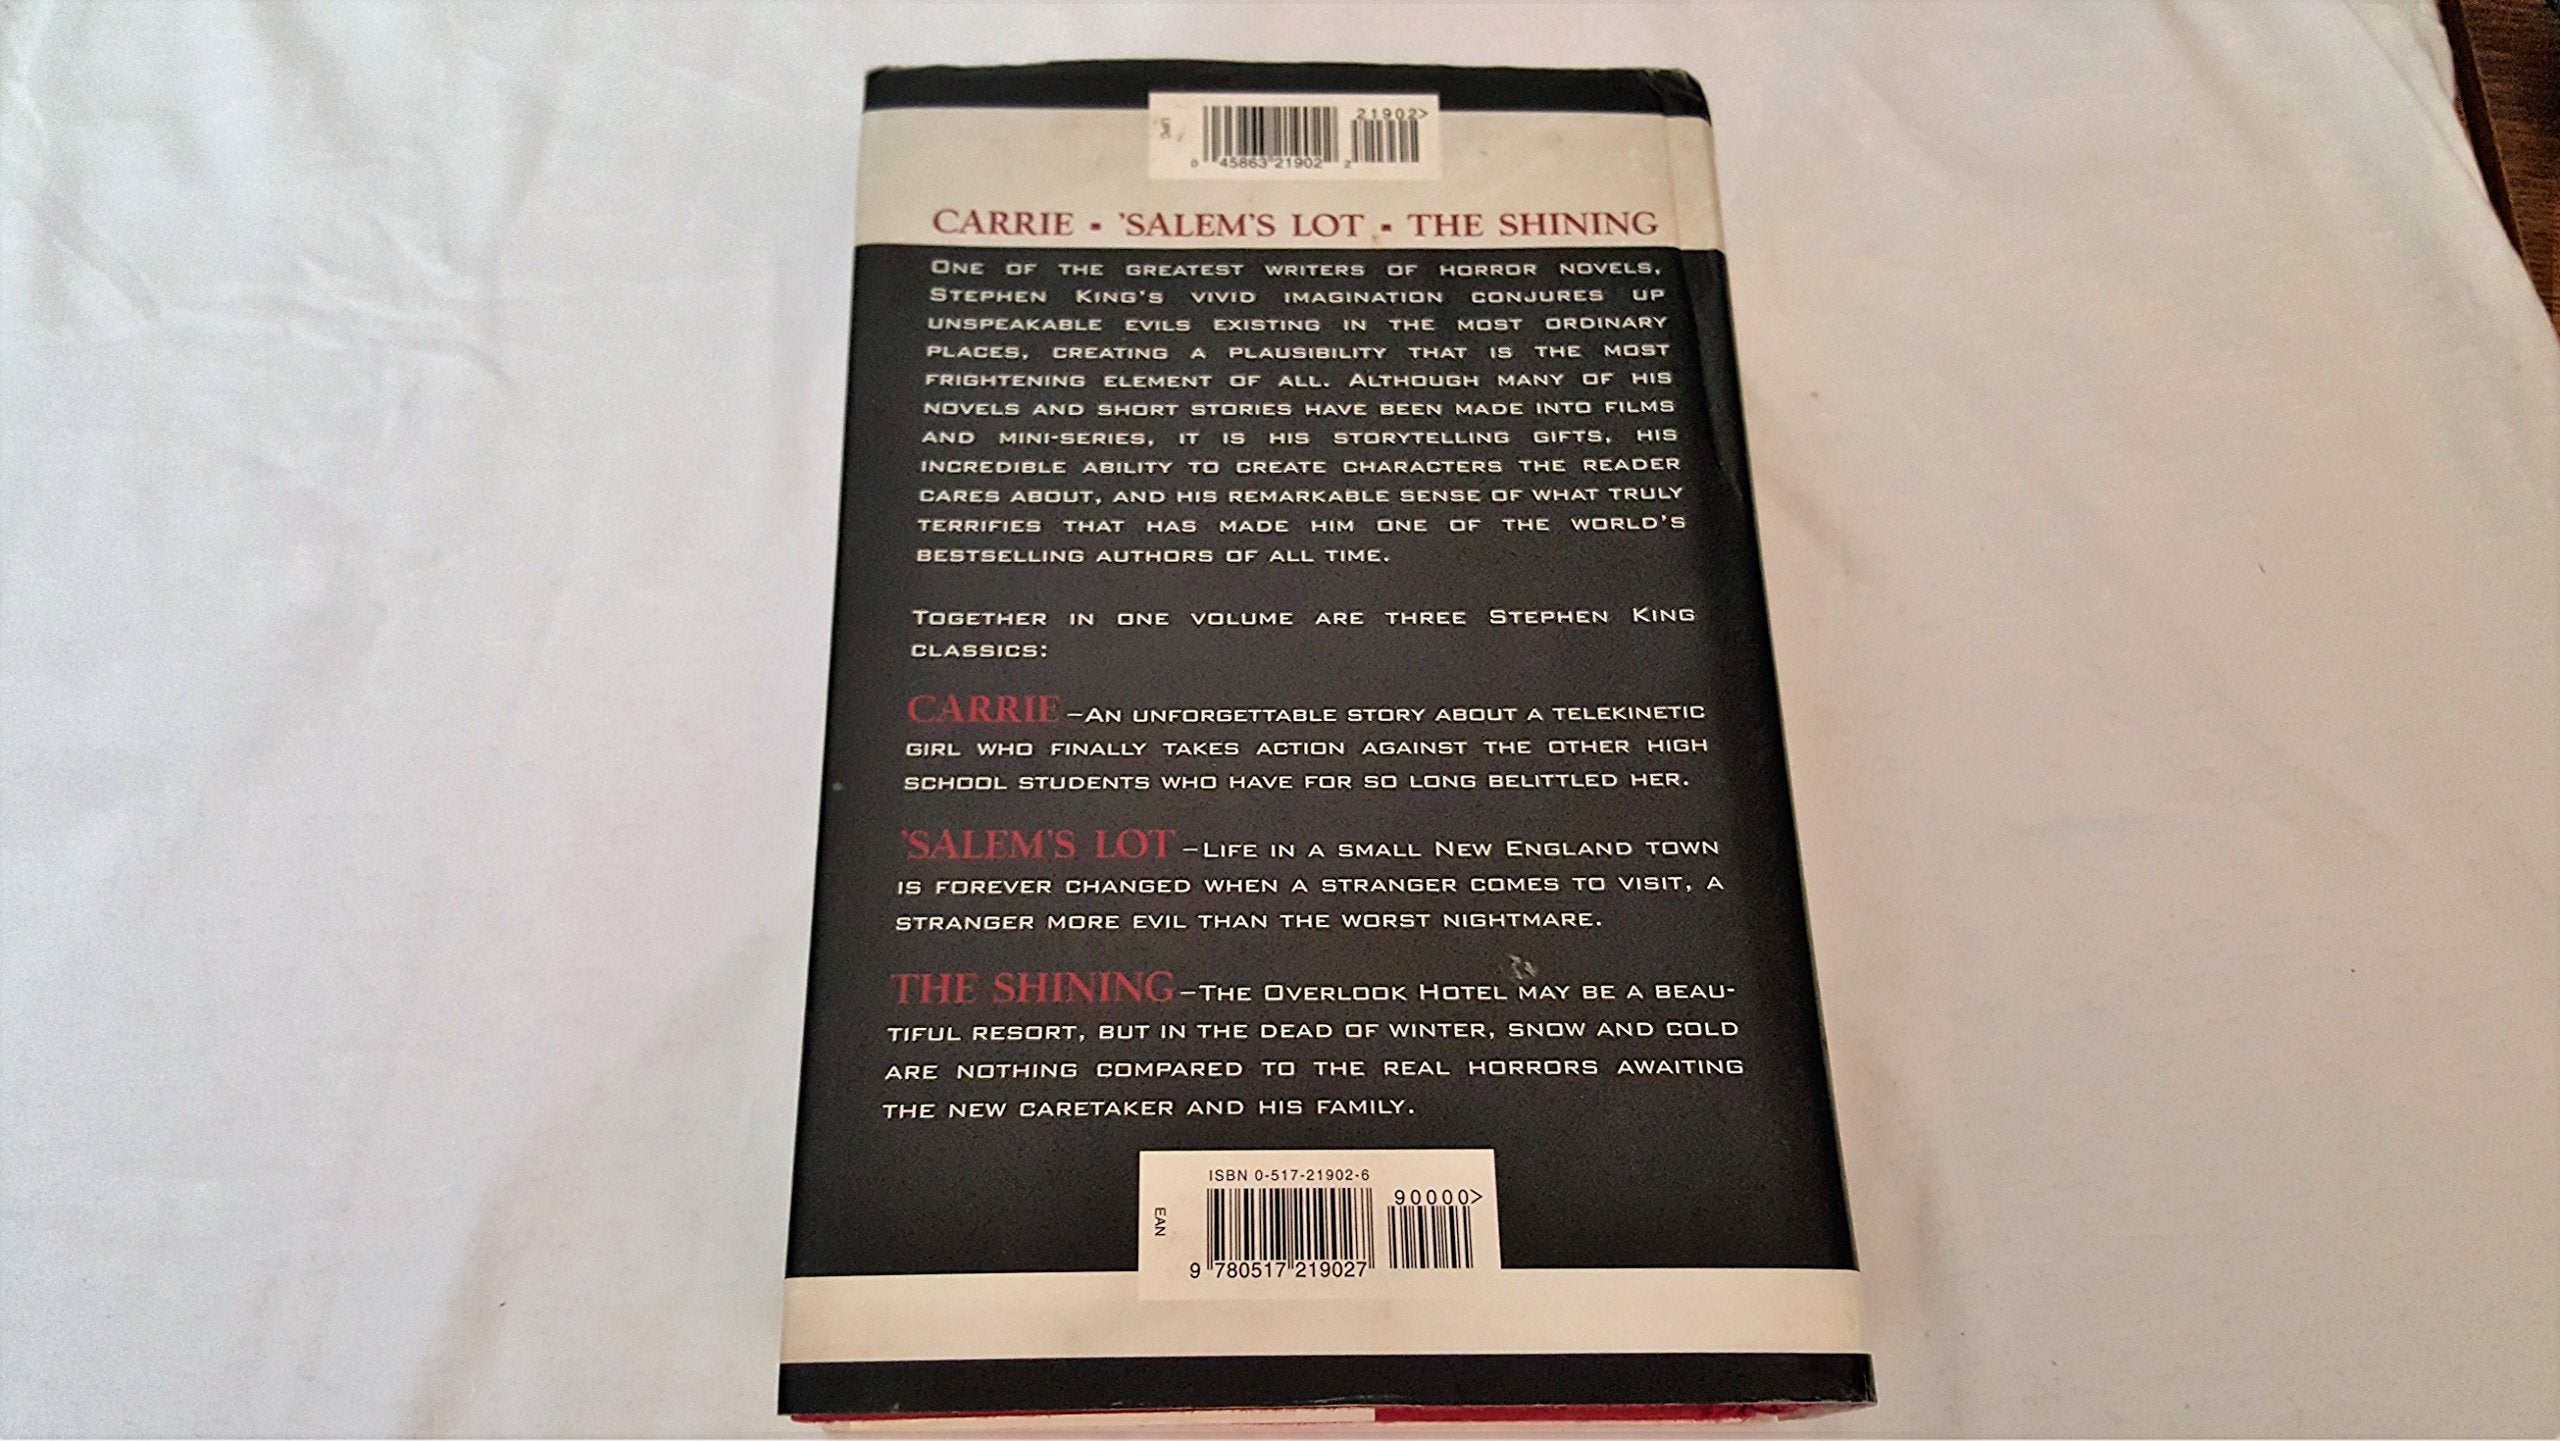 UPC
21902>
0 45863 21902 2
CARRIE ▪ 'SALEM'S LOT ▪ THE SHINING
ONE OF THE GREATEST WRITERS OF HORROR NOVELS,
STEPHEN KING'S VIVID IMAGINATION CONJURES UP
UNSPEAKABLE EVILS EXISTING IN THE MOST ORDINARY
PLACES, CREATING A PLAUSIBILITY THAT IS THE MOST
FRIGHTENING ELEMENT OF ALL. ALTHOUGH MANY OF HIS
NOVELS AND SHORT STORIES HAVE BEEN MADE INTO FILMS
AND MINI-SERIES, IT IS HIS STORYTELLING GIFTS, HIS
INCREDIBLE ABILITY TO CREATE CHARACTERS THE READER
CARES ABOUT, AND HIS REMARKABLE SENSE OF WHAT TRULY
TERRIFIES THAT HAS MADE HIM ONE OF THE WORLD'S
BESTSELLING AUTHORS OF ALL TIME.
TOGETHER IN ONE VOLUME ARE THREE STEPHEN KING
CLASSICS:
CARRIE –AN UNFORGETTABLE STORY ABOUT A TELEKINETIC
GIRL WHO FINALLY TAKES ACTION AGAINST THE OTHER HIGH
SCHOOL STUDENTS WHO HAVE FOR SO LONG BELITTLED HER.
'SALEM'S LOT –LIFE IN A SMALL NEW ENGLAND TOWN
IS FOREVER CHANGED WHEN A STRANGER COMES TO VISIT, A
STRANGER MORE EVIL THAN THE WORST NIGHTMARE.
THE SHINING –THE OVERLOOK HOTEL MAY BE A BEAU-
TIFUL RESORT, BUT IN THE DEAD OF WINTER, SNOW AND COLD
ARE NOTHING COMPARED TO THE REAL HORRORS AWAITING
THE NEW CARETAKER AND HIS FAMILY.
ISBN 0-517-21902-6
90000>
EAN
9 780517 219027